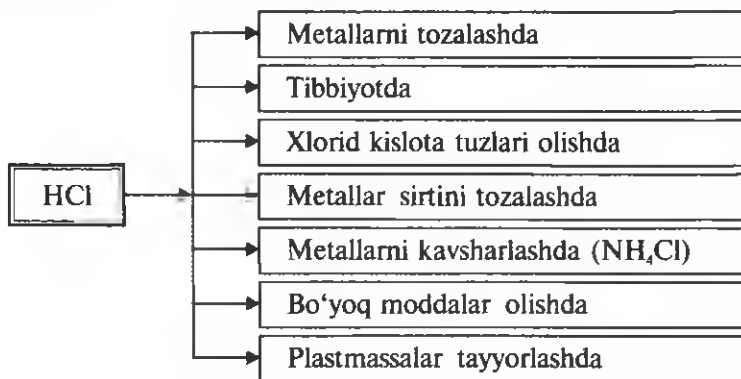 Metallarni tozalashda
Tibbiyotda
Xlorid kislota tuzlari olishda
HCl
Metallar sirtini tozalashda
Metallarni kavsharlashda (NH₄Cl)
Bo‘yoq moddalar olishda
Plastmassalar tayyorlashda